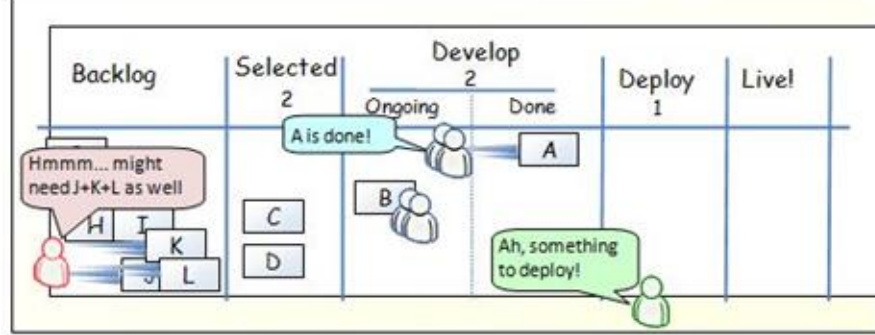 Backlog
Selected
2
Develop
2
Ongoing
Done
Deploy
1
Live!
A is done!
A
Hmmm... might
need J+K+L as well
B
H
I
C
K
D
J
L
Ah, something
to deploy!